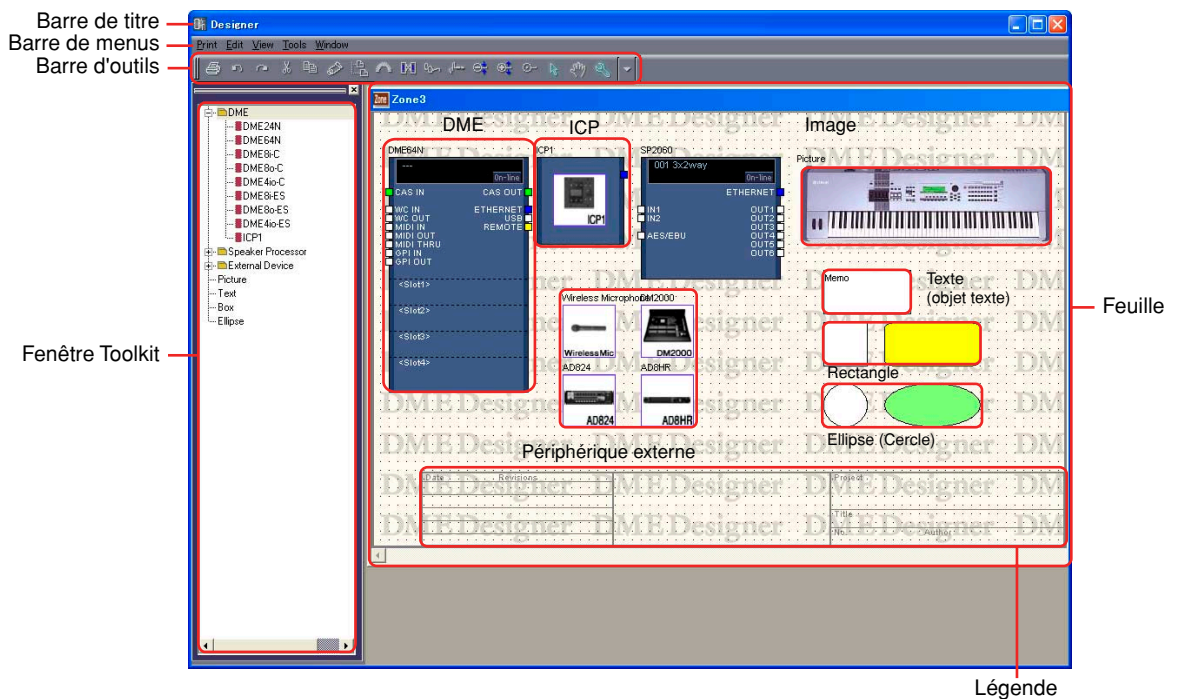 Barre de titre
Designer
Barre de menus
Print Edit View Tools Window
Barre d'outils
Fenêtre Toolkit
DME
DME24N
DME64N
DME8i-C
DME8o-C
DME4io-C
DME8i-ES
DME8o-ES
DME4io-ES
ICP1
Speaker Processor
External Device
Picture
Text
Box
Ellipse
Zone3
DME Designer
DME
ICP
Image
DME64N
---
On-line
CAS IN
CAS OUT
WC IN
ETHERNET
WC OUT
USB
MIDI IN
REMOTE
MIDI OUT
MIDI THRU
GPI IN
GPI OUT
<Slot1>
<Slot2>
<Slot3>
<Slot4>
ICP1
ICP1
SP2060
001 3x2way
On-line
ETHERNET
IN1
OUT1
IN2
OUT2
OUT3
AES/EBU
OUT4
OUT5
OUT6
Picture
Memo
Texte
(objet texte)
Feuille
Rectangle
Ellipse (Cercle)
Wireless Microphone
DM2000
WirelessMic
DM2000
AD824
AD8HR
AD824
AD8HR
Périphérique externe
Date
Revisions
Project
Title
No.
Author
Légende